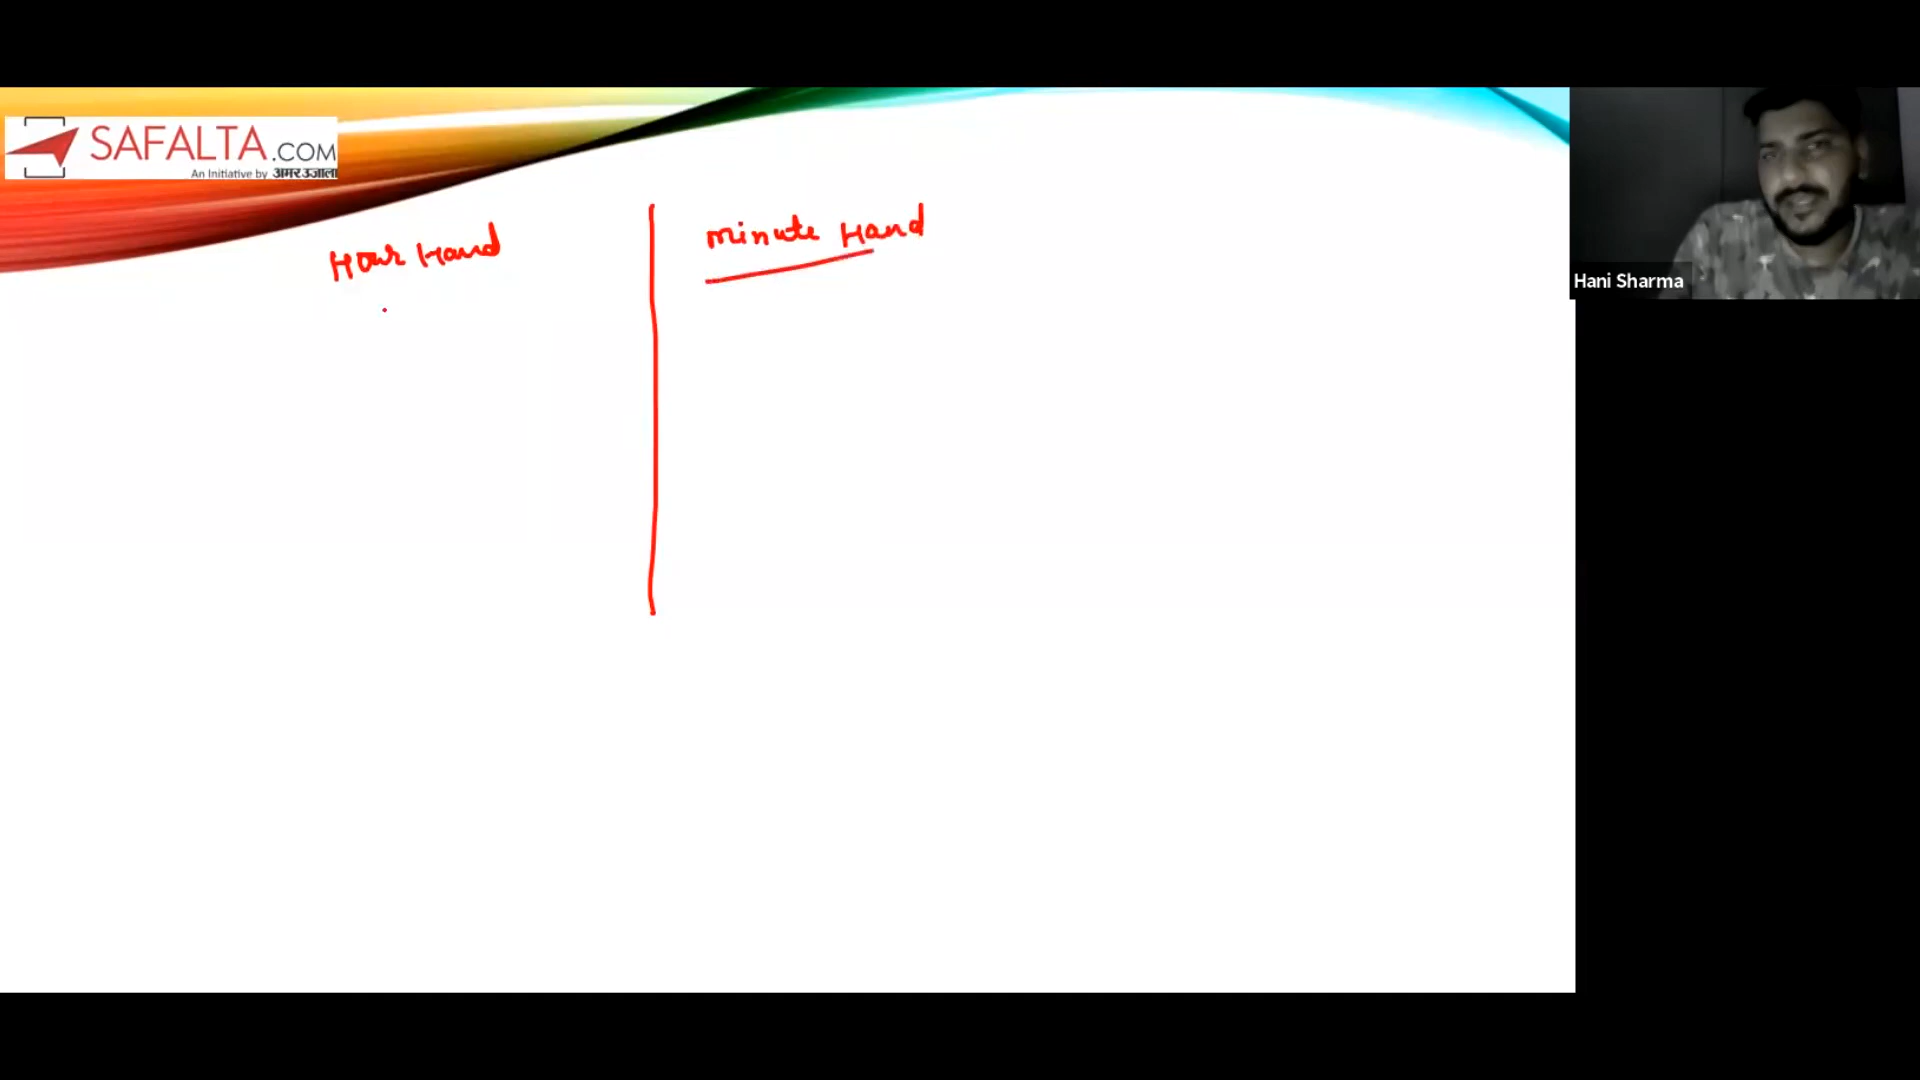 SAFALTA.COM
An Initiative by अमर उजाला
Hour Hand
Minute Hand
Hani Sharma